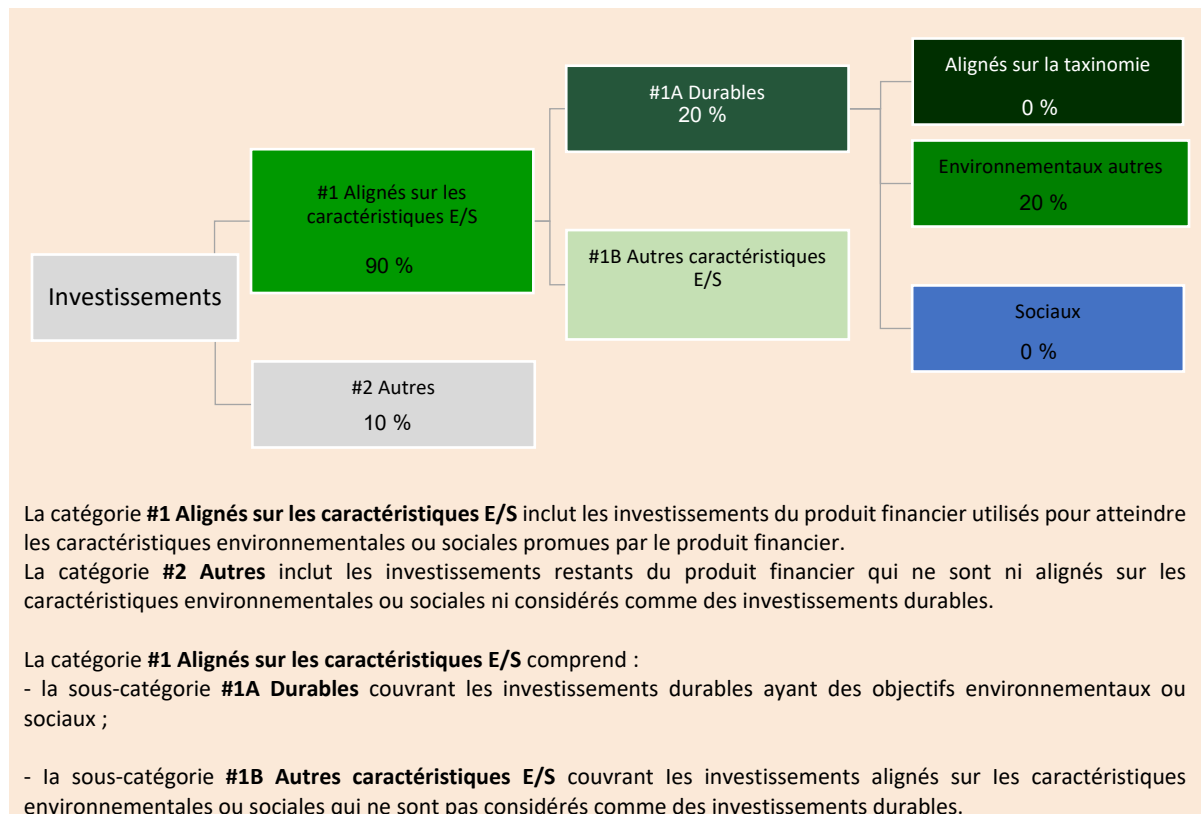 Investissements
#1 Alignés sur les
caractéristiques E/S
90 %
#2 Autres
10 %
#1A Durables
20 %
#1B Autres caractéristiques
E/S
Alignés sur la taxinomie
0 %
Environnementaux autres
20 %
Sociaux
0 %
La catégorie #1 Alignés sur les caractéristiques E/S inclut les investissements du produit financier utilisés pour atteindre
les caractéristiques environnementales ou sociales promues par le produit financier.
La catégorie #2 Autres inclut les investissements restants du produit financier qui ne sont ni alignés sur les
caractéristiques environnementales ou sociales ni considérés comme des investissements durables.
La catégorie #1 Alignés sur les caractéristiques E/S comprend :
- la sous-catégorie #1A Durables couvrant les investissements durables ayant des objectifs environnementaux ou
sociaux ;
- la sous-catégorie #1B Autres caractéristiques E/S couvrant les investissements alignés sur les caractéristiques
environnementales ou sociales qui ne sont pas considérés comme des investissements durables.